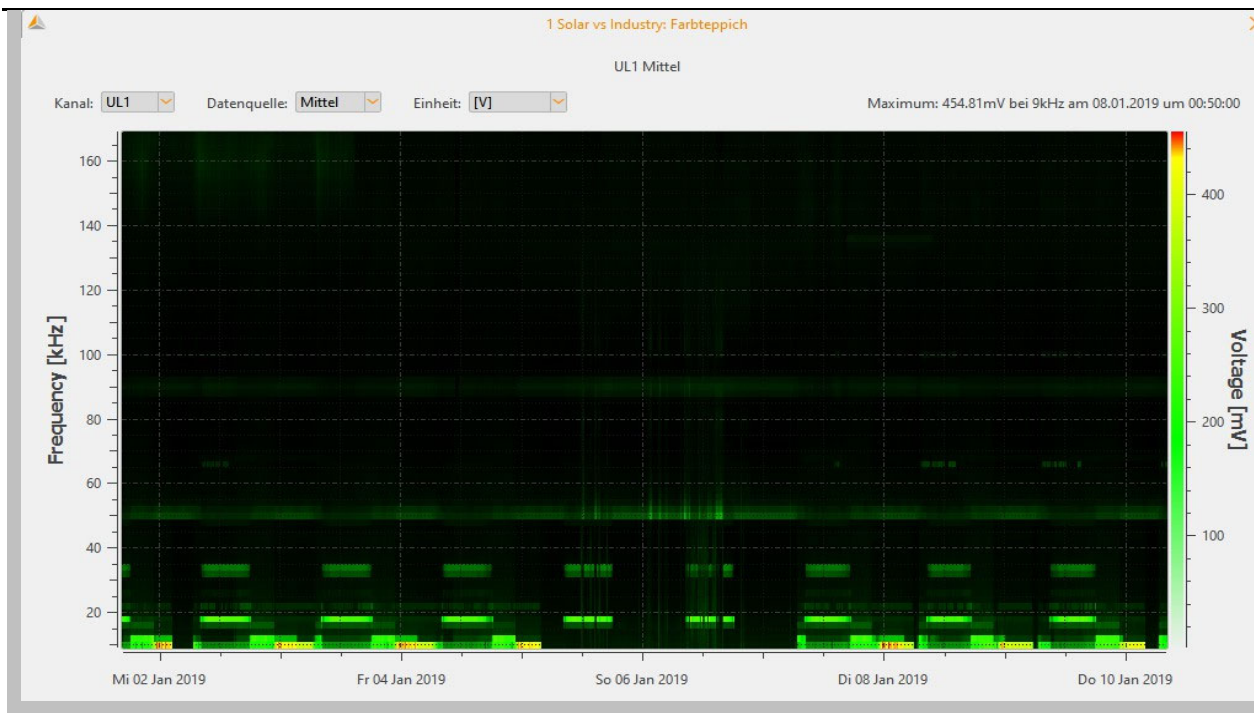 1 Solar vs Industry: Farbteppich
UL1 Mittel
Kanal: UL1 Datenquelle: Mittel Einheit: [V] Maximum: 454.81mV bei 9kHz am 08.01.2019 um 00:50:00
Frequency [kHz]
160
140
120
100
80
60
40
20
Mi 02 Jan 2019 Fr 04 Jan 2019 So 06 Jan 2019 Di 08 Jan 2019 Do 10 Jan 2019
400
300
200
100
Voltage [mV]